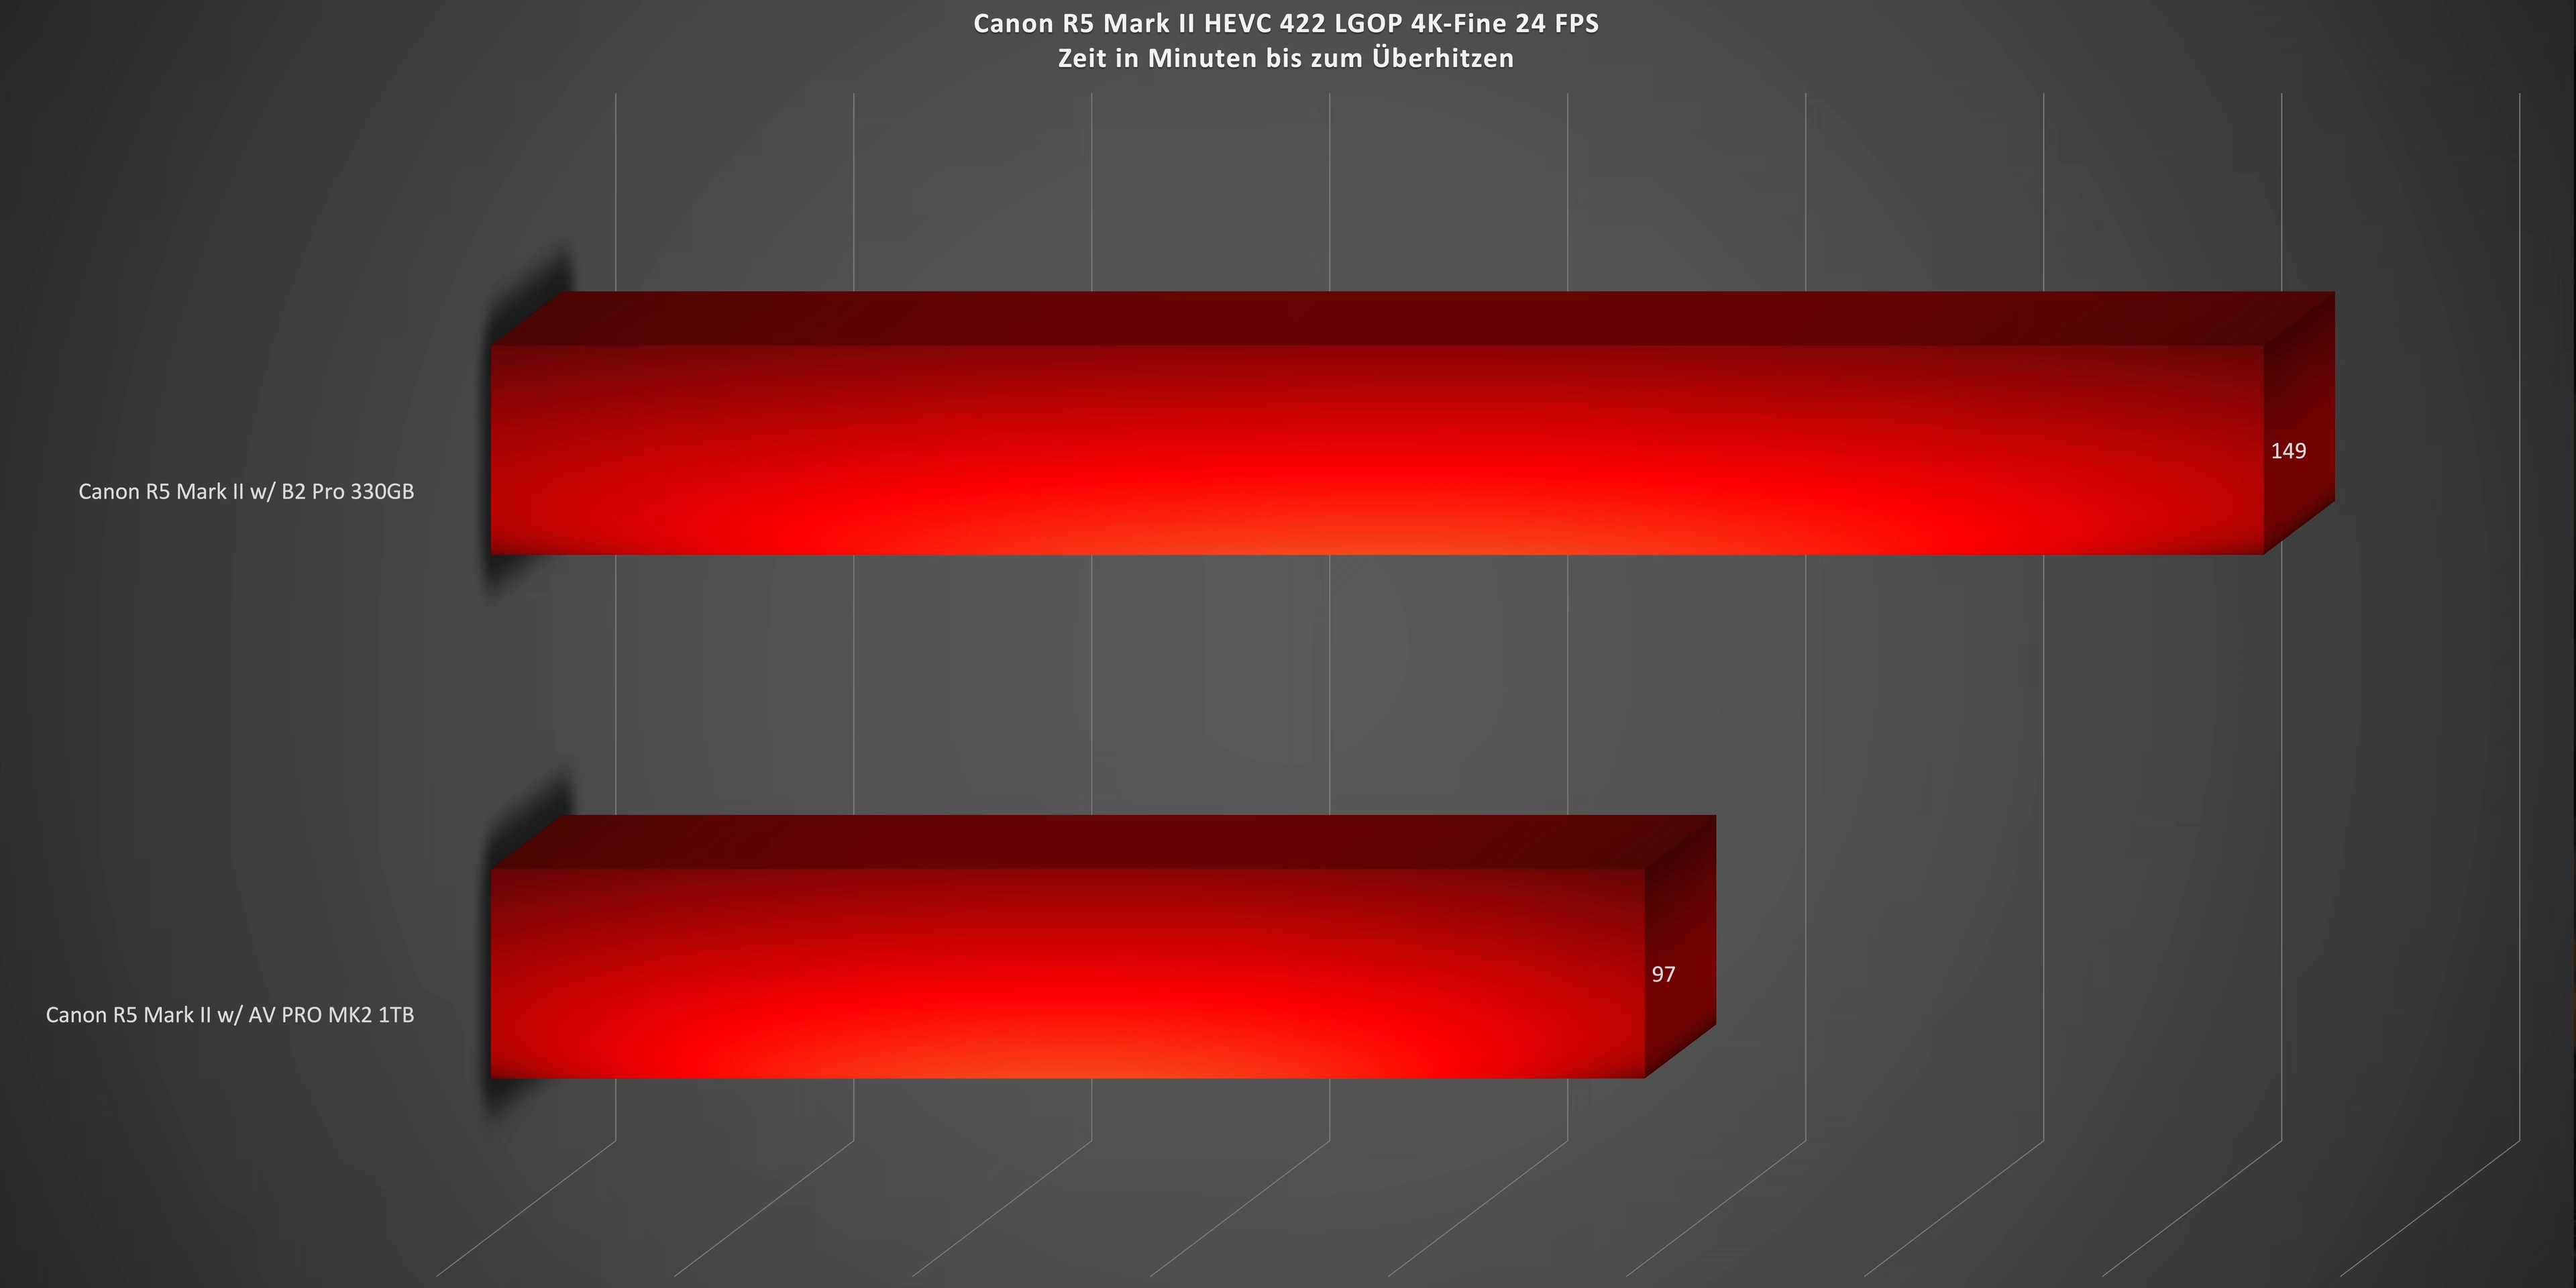 Canon R5 Mark II HEVC 422 LGOP 4K-Fine 24 FPS
Zeit in Minuten bis zum Überhitzen
149
Canon R5 Mark II w/ B2 Pro 330GB
97
Canon R5 Mark II w/ AV PRO MK2 1TB